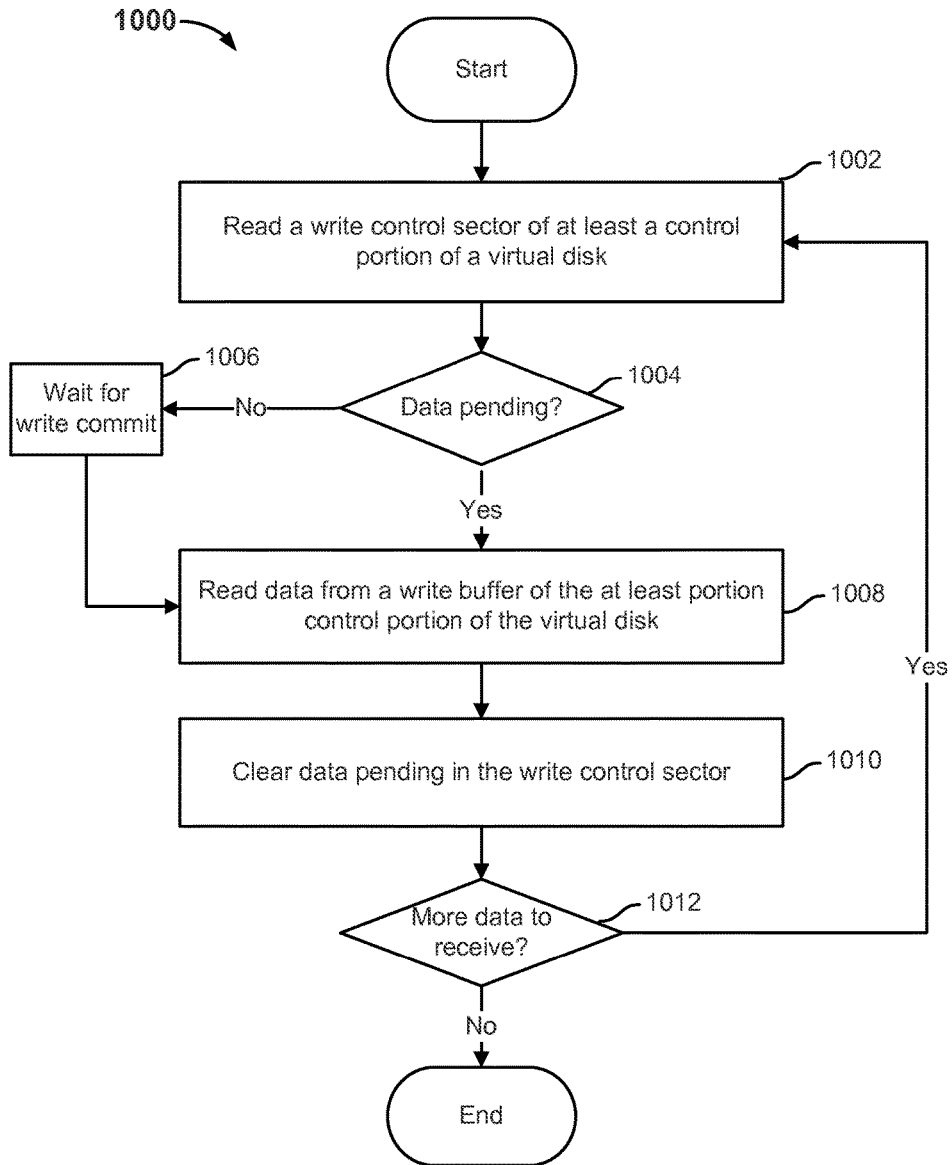 1000
Start
1002
Read a write control sector of at least a control
portion of a virtual disk
1006
1004
Wait for
write commit
No
Data pending?
Yes
Read data from a write buffer of the at least portion
control portion of the virtual disk
1008
Yes
Clear data pending in the write control sector
1010
1012
More data to
receive?
No
End